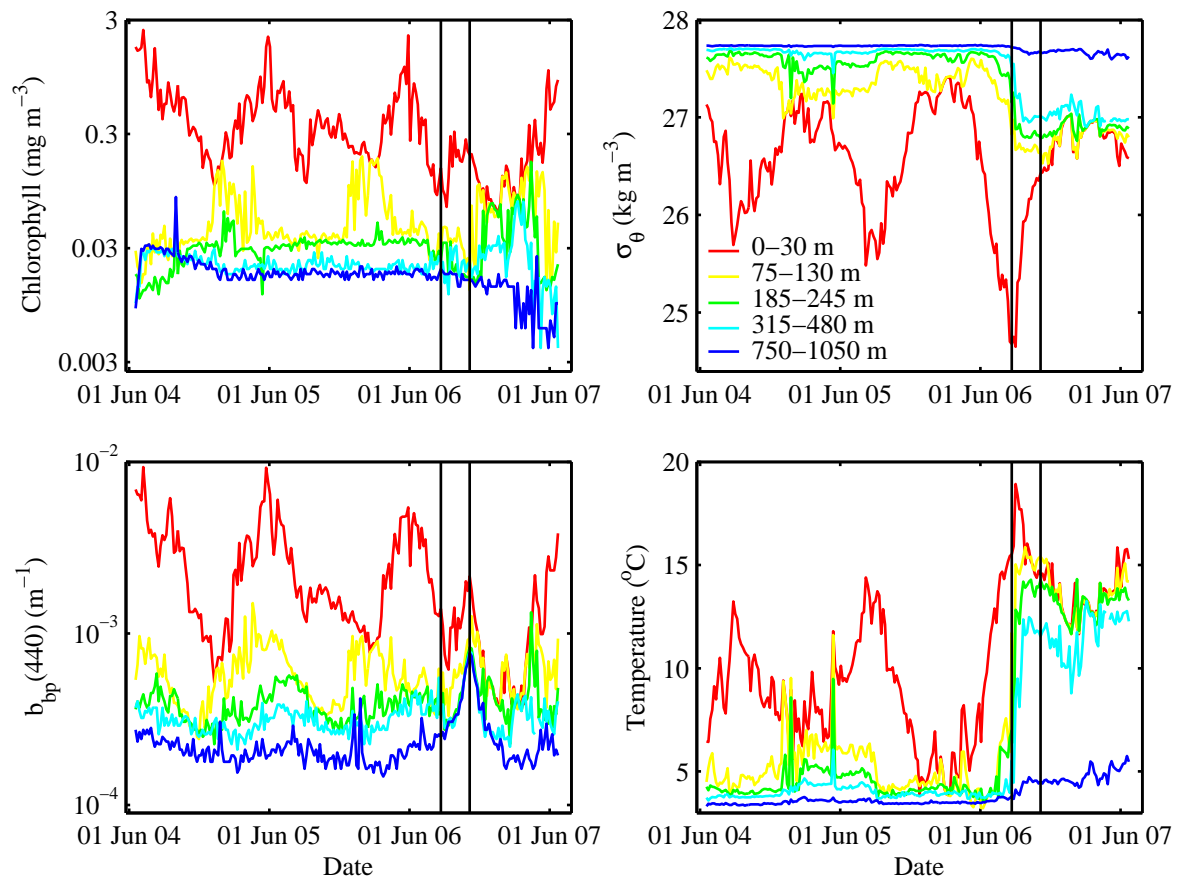 3
0.3
0.03
0.003
Chlorophyll (mg m−3)
01 Jun 04 01 Jun 05 01 Jun 06 01 Jun 07
28
27
26
25
σθ (kg m−3)
0−30 m
75−130 m
185−245 m
315−480 m
750−1050 m
01 Jun 04 01 Jun 05 01 Jun 06 01 Jun 07
10−2
10−3
10−4
bbp(440) (m−1)
01 Jun 04 01 Jun 05 01 Jun 06 01 Jun 07
Date
20
15
10
5
Temperature (oC)
01 Jun 04 01 Jun 05 01 Jun 06 01 Jun 07
Date